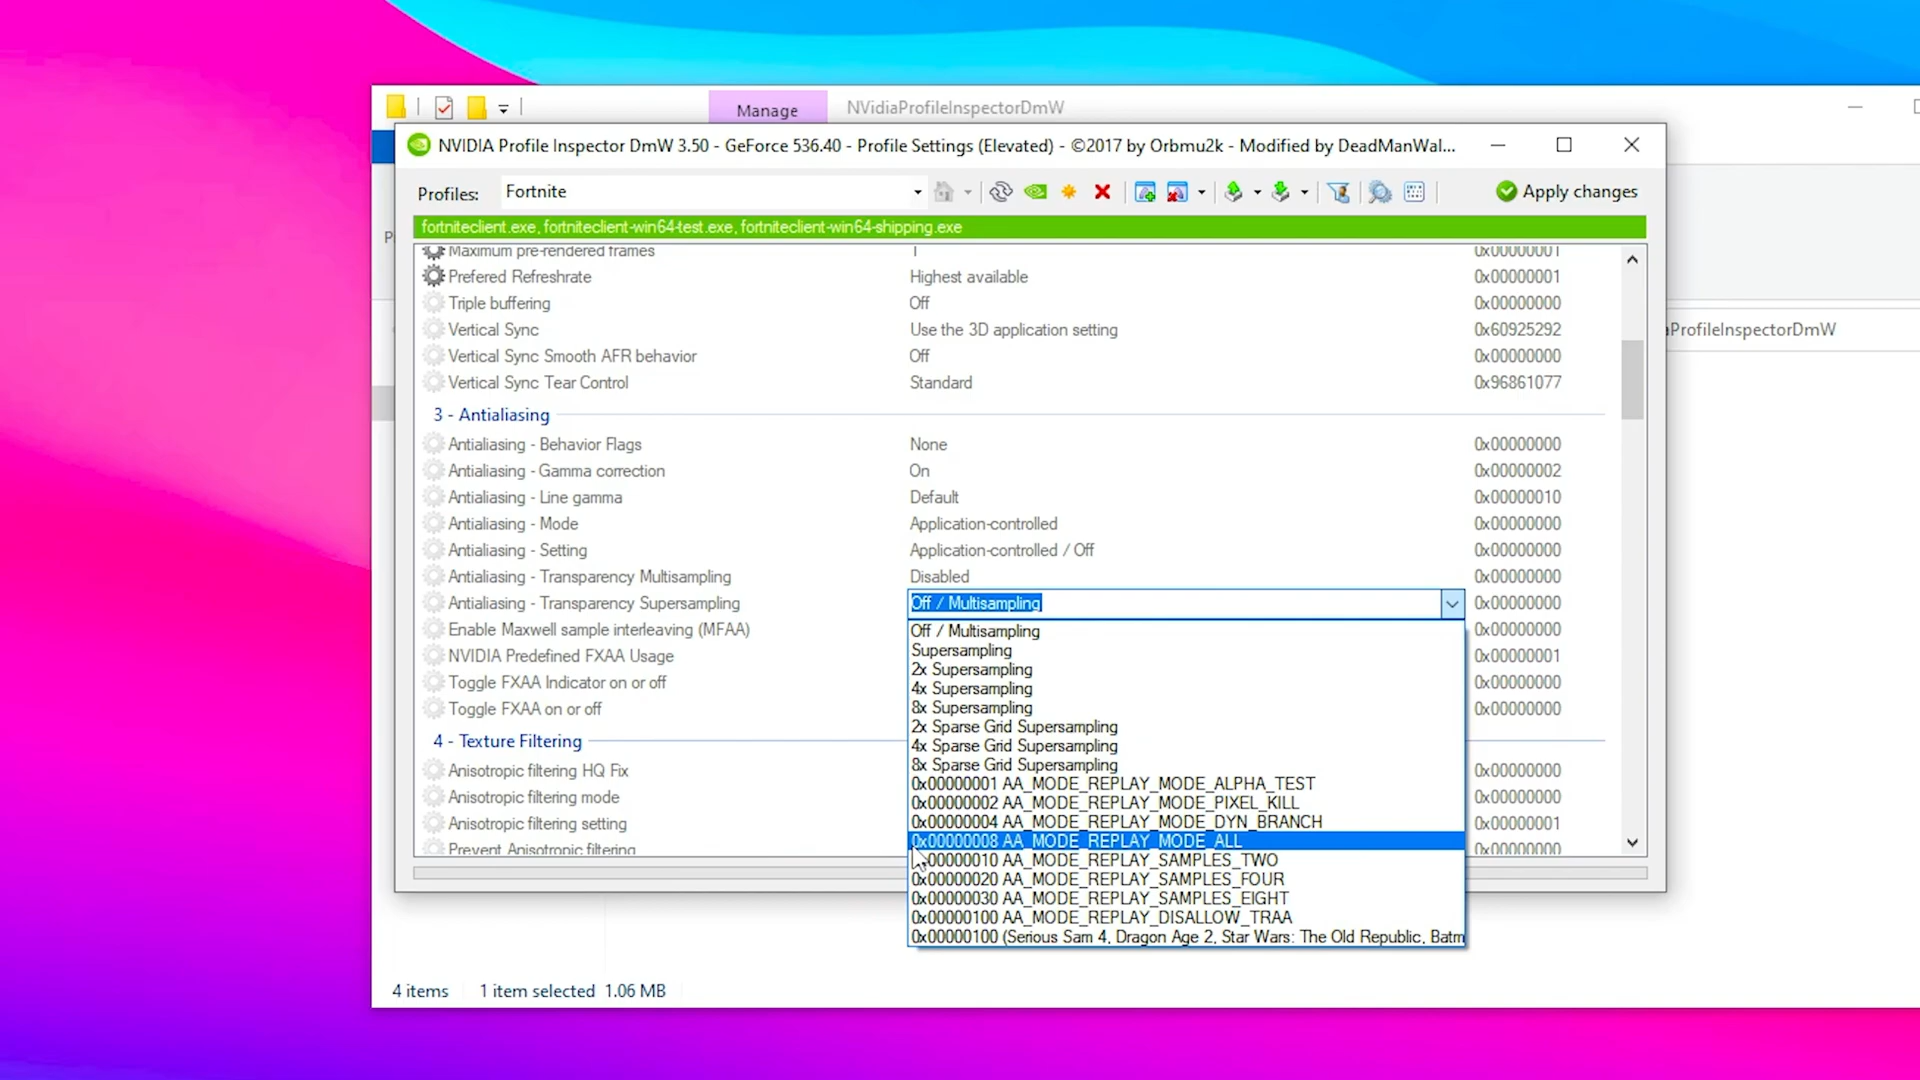 Manage NVidiaProfileInspectorDmW
NVIDIA Profile Inspector DmW 3.50 - GeForce 536.40 - Profile Settings (Elevated) - ©2017 by Orbmu2k - Modified by DeadManWal...
Profiles: Fortnite Apply changes
fortniteclient.exe, fortniteclient-win64-test.exe, fortniteclient-win64-shipping.exe
Maximum pre-rendered frames 1 0x00000001
Prefered Refreshrate Highest available 0x00000001
Triple buffering Off 0x00000000
Vertical Sync Use the 3D application setting 0x60925292
aProfileInspectorDmW
Vertical Sync Smooth AFR behavior Off 0x00000000
Vertical Sync Tear Control Standard 0x96861077
3 - Antialiasing
Antialiasing - Behavior Flags None 0x00000000
Antialiasing - Gamma correction On 0x00000002
Antialiasing - Line gamma Default 0x00000010
Antialiasing - Mode Application-controlled 0x00000000
Antialiasing - Setting Application-controlled / Off 0x00000000
Antialiasing - Transparency Multisampling Disabled 0x00000000
Antialiasing - Transparency Supersampling Off / Multisampling 0x00000000
Enable Maxwell sample interleaving (MFAA) 0x00000000
NVIDIA Predefined FXAA Usage 0x00000001
Toggle FXAA Indicator on or off 0x00000000
Toggle FXAA on or off 0x00000000
4 - Texture Filtering
Anisotropic filtering HQ Fix 0x00000000
Anisotropic filtering mode 0x00000000
Anisotropic filtering setting 0x00000001
Prevent Anisotropic filtering 0x00000000
Off / Multisampling
Supersampling
2x Supersampling
4x Supersampling
8x Supersampling
2x Sparse Grid Supersampling
4x Sparse Grid Supersampling
8x Sparse Grid Supersampling
0x00000001 AA_MODE_REPLAY_MODE_ALPHA_TEST
0x00000002 AA_MODE_REPLAY_MODE_PIXEL_KILL
0x00000004 AA_MODE_REPLAY_MODE_DYN_BRANCH
0x00000008 AA_MODE_REPLAY_MODE_ALL
0x00000010 AA_MODE_REPLAY_SAMPLES_TWO
0x00000020 AA_MODE_REPLAY_SAMPLES_FOUR
0x00000030 AA_MODE_REPLAY_SAMPLES_EIGHT
0x00000100 AA_MODE_REPLAY_DISALLOW_TRAA
0x00000100 (Serious Sam 4, Dragon Age 2, Star Wars: The Old Republic, Batm
4 items 1 item selected 1.06 MB